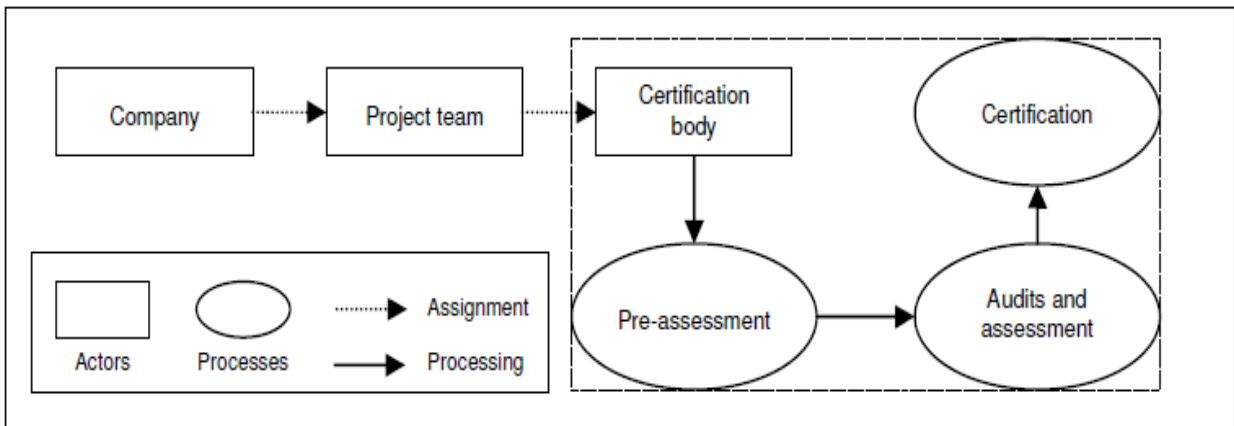 Company
Project team
Certification
body
Certification
Pre-assessment
Audits and
assessment
Assignment
Processing
Actors
Processes